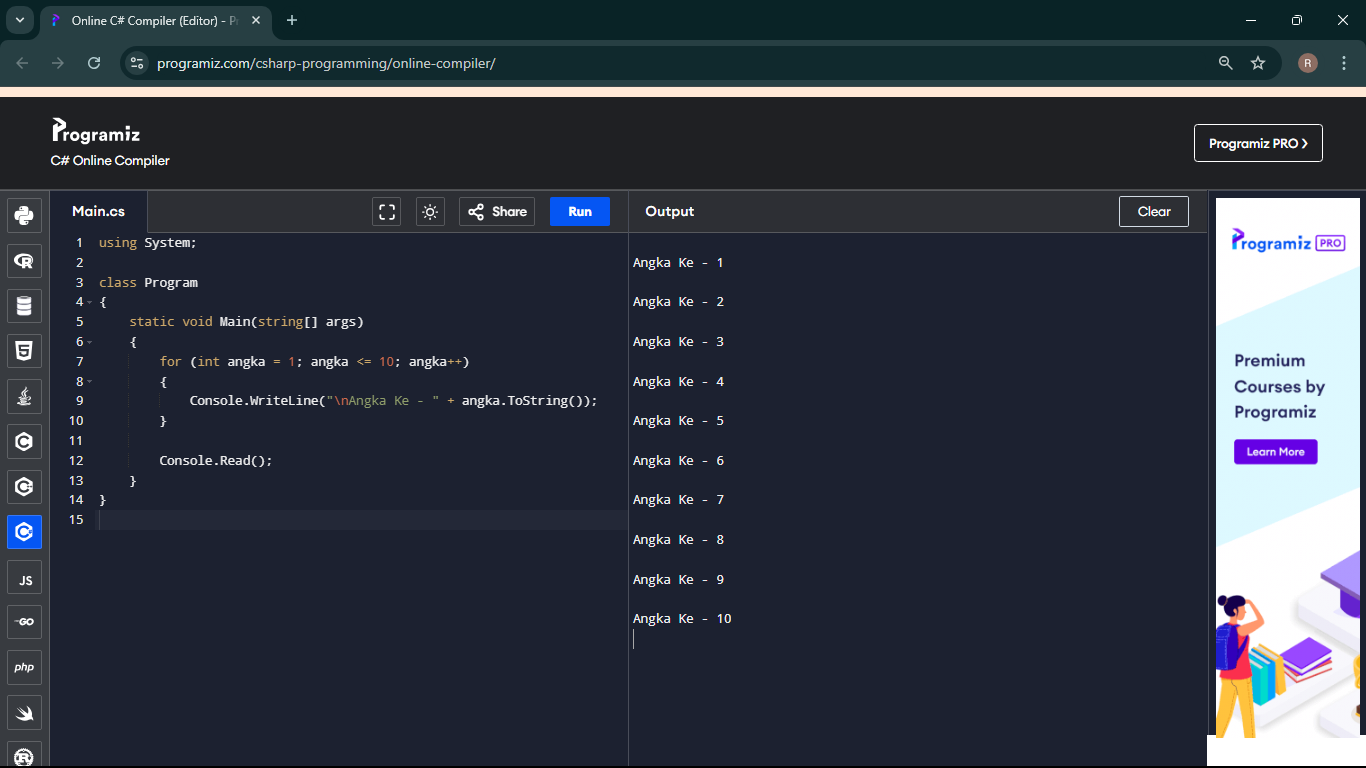 Online C# Compiler (Editor) - P
programiz.com/csharp-programming/online-compiler/
R
Programiz
C# Online Compiler
Programiz PRO
Main.cs
Share
Run
Output
Clear
1 using System;
2
3 class Program
4 {
5     static void Main(string[] args)
6     {
7         for (int angka = 1; angka <= 10; angka++)
8         {
9             Console.WriteLine("\nAngka Ke - " + angka.ToString());
10         }
11
12         Console.Read();
13     }
14 }
15
Angka Ke - 1
Angka Ke - 2
Angka Ke - 3
Angka Ke - 4
Angka Ke - 5
Angka Ke - 6
Angka Ke - 7
Angka Ke - 8
Angka Ke - 9
Angka Ke - 10
R
5
C
C
C
JS
GO
php
R
Programiz PRO
Premium
Courses by
Programiz
Learn More